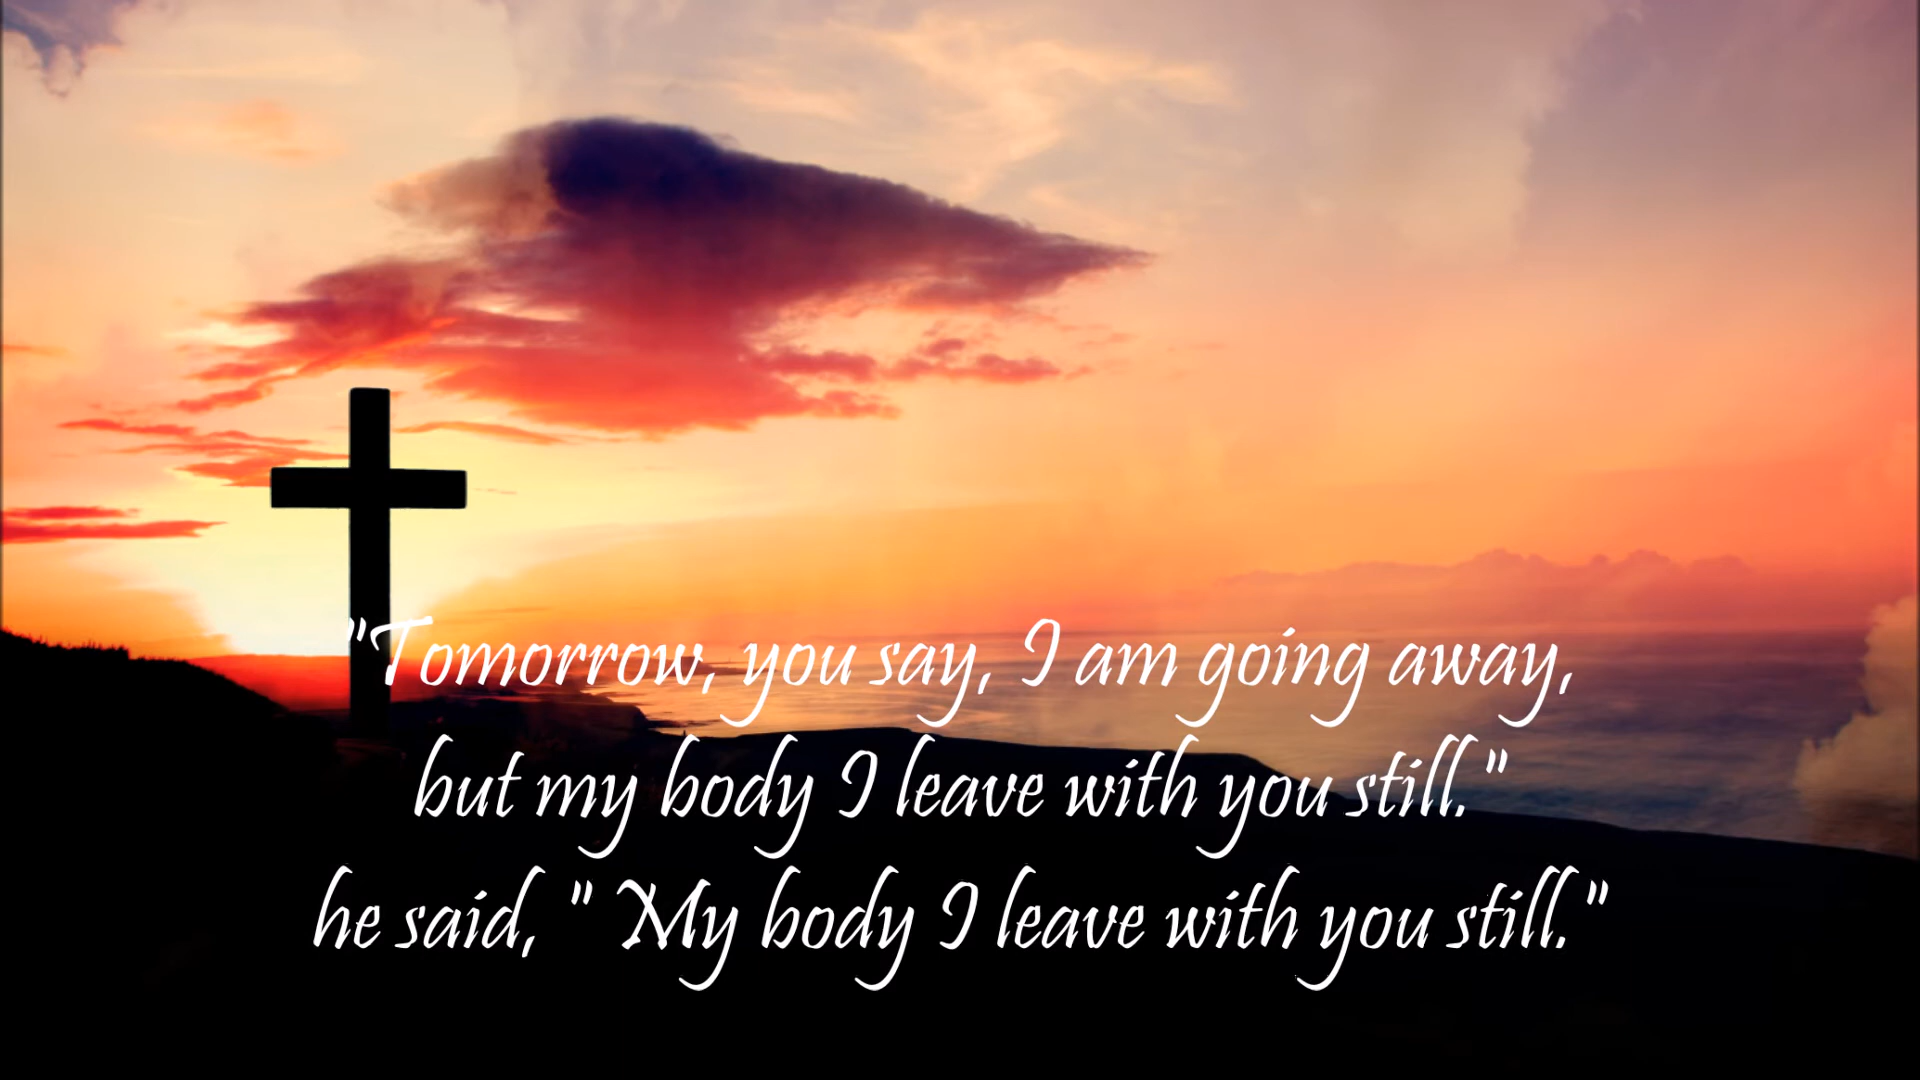 "Tomorrow, you say, I am going away,
but my body I leave with you still."
he said, " My body I leave with you still."